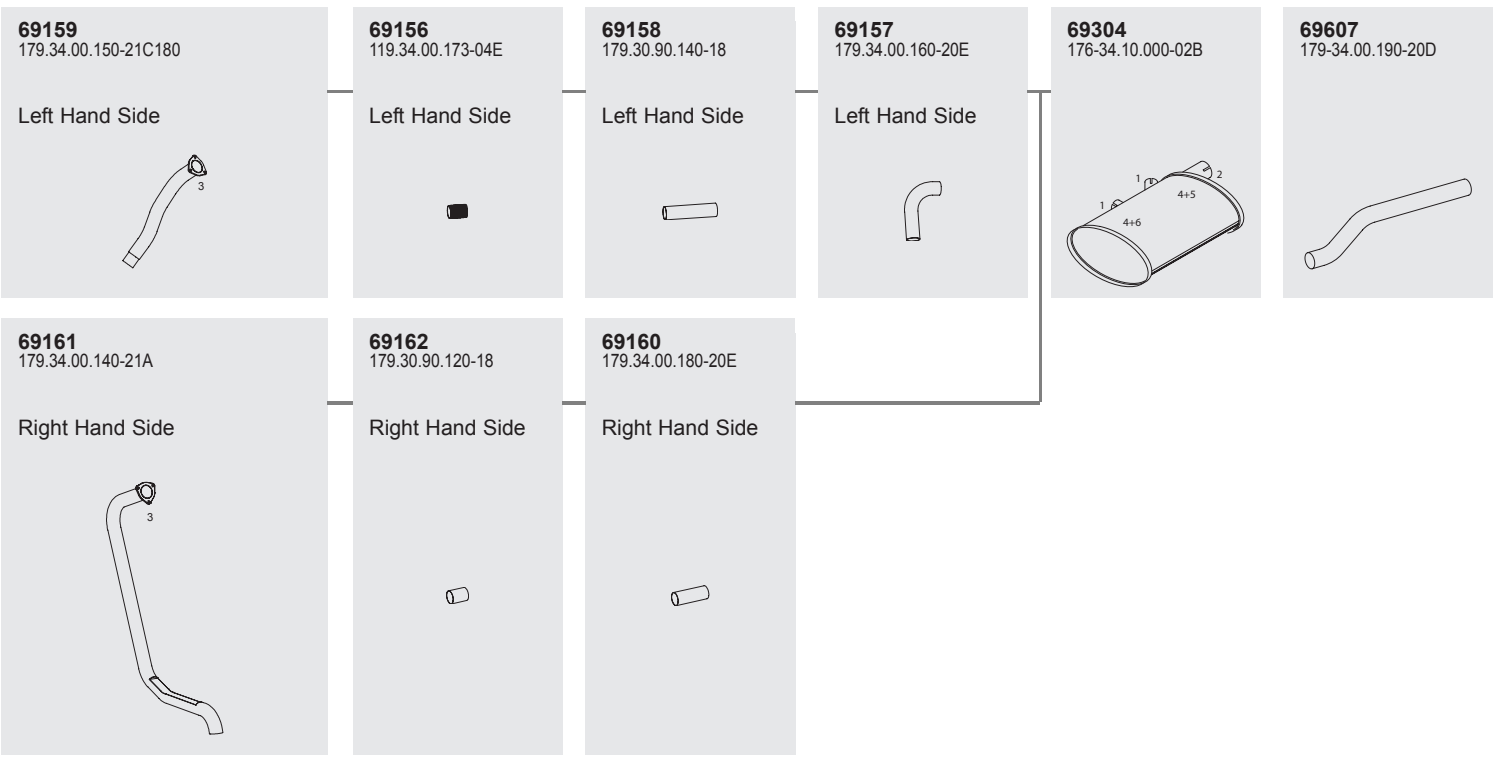 69159
179.34.00.150-21C180
Left Hand Side
3
69156
119.34.00.173-04E
Left Hand Side
69158
179.30.90.140-18
Left Hand Side
69157
179.34.00.160-20E
Left Hand Side
69304
176-34.10.000-02B
1
2
1
4+5
4+6
69607
179-34.00.190-20D
69161
179.34.00.140-21A
Right Hand Side
3
69162
179.30.90.120-18
Right Hand Side
69160
179.34.00.180-20E
Right Hand Side